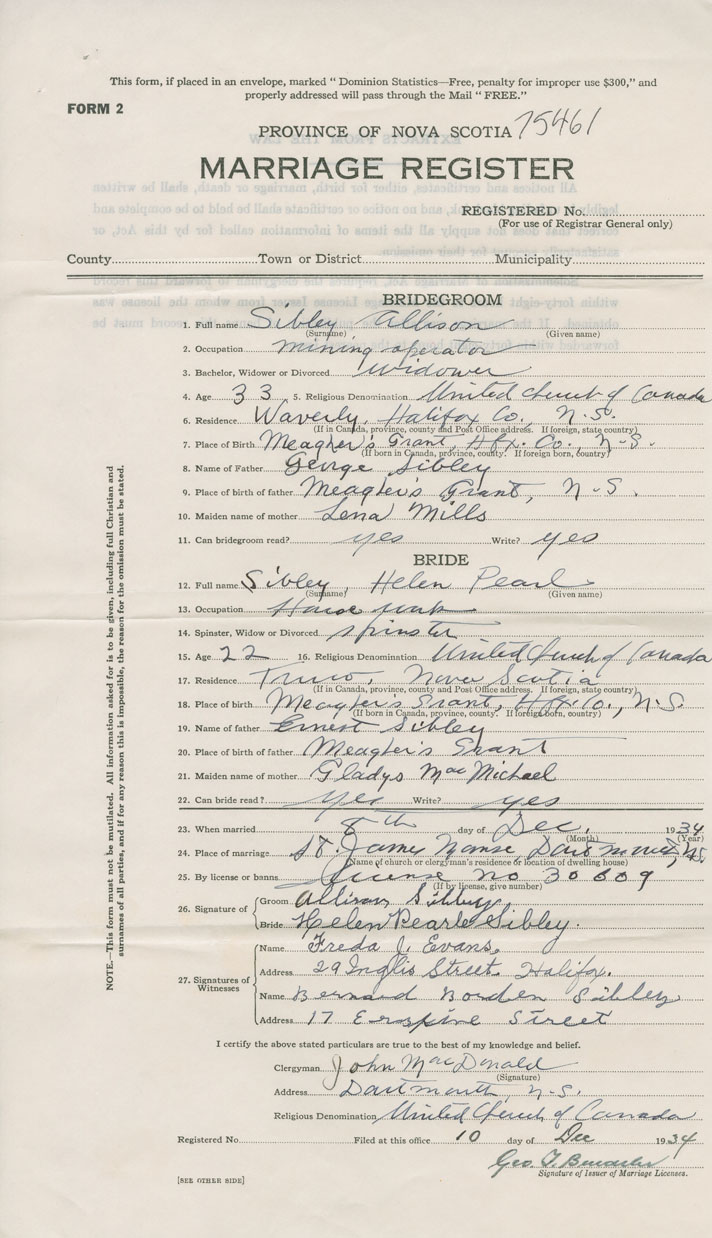 This form, if placed in an envelope, marked " Dominion Statistics—Free, penalty for improper use $300," and
properly addressed will pass through the Mail " FREE."
FORM 2
PROVINCE OF NOVA SCOTIA 75461
MARRIAGE REGISTER
REGISTERED No.
(For use of Registrar General only)
County Town or District Municipality
BRIDEGROOM
1. Full name Sibley Allison
(Surname) (Given name)
2. Occupation mining operator
3. Bachelor, Widower or Divorced widower
4. Age 33 5. Religious Denomination United Church of Canada
6. Residence Waverly, Halifox Co., N.S.
(If in Canada, province, county and Post Office address. If foreign, state country)
7. Place of Birth Meagher's Grant, Hfx. Co., N-S.
(If born in Canada, province, county. If foreign born, country)
8. Name of Father George Sibley
9. Place of birth of father Meagher's Grant, N-S.
10. Maiden name of mother Lena Mills
11. Can bridegroom read? yes Write? yes
BRIDE
12. Full name Sibley, Helen Pearl
(Surname) (Given name)
13. Occupation House work
14. Spinster, Widow or Divorced spinster
15. Age 22 16. Religious Denomination United Church of Canada
17. Residence Truro, Nova Scotia
(If in Canada, province, county and Post Office address. If foreign, state country)
18. Place of birth Meagher's Grant, Hfx. Co., N.S.
(If born in Canada, province, county. If foreign born, country)
19. Name of father Ernest Sibley
20. Place of birth of father Meagher's Grant
21. Maiden name of mother Gladys MacMichael
22. Can bride read? yes Write? yes
23. When married 8th day of Dec. 1934
(Month) (Year)
24. Place of marriage St. James Manse Dartmouth, N.S.
(Name of church or clergyman's residence or location of dwelling house)
25. By license or banns License no 30609
(If by license, give number)
26. Signature of Groom Allison Sibley
Bride Helen Pearle Sibley.
27. Signatures of Witnesses
Name Freda J. Evans,
Address 29 Inglis Street Halifax.
Name Bernard Borden Sibley
Address 17 Erspine Street
I certify the above stated particulars are true to the best of my knowledge and belief.
Clergyman John MacDonald
(Signature)
Address Dartmouth, N-S.
Religious Denomination United Church of Canada
Registered No. Filed at this office 10 day of Dec 1934
Geo.
Signature of Issuer of Marriage Licenses.
[SEE OTHER SIDE]
NOTE.—This form must not be mutilated. All information asked for is to be given, including full Christian and
surnames of all parties, and if for any reason this is impossible, the reason for the omission must be stated.